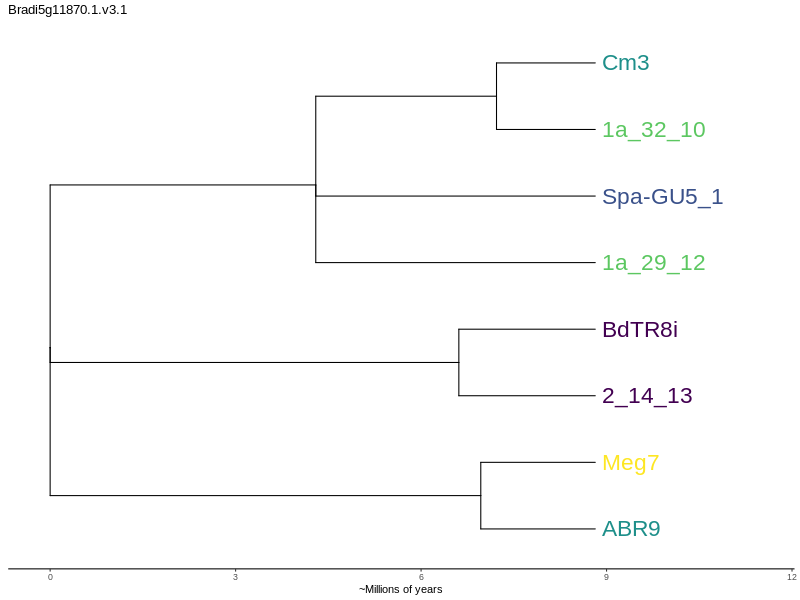 Bradi5g11870.1.v3.1
Cm3
1a_32_10
Spa-GU5_1
1a_29_12
BdTR8i
2_14_13
Meg7
ABR9
0 3 6 9 12
~Millions of years